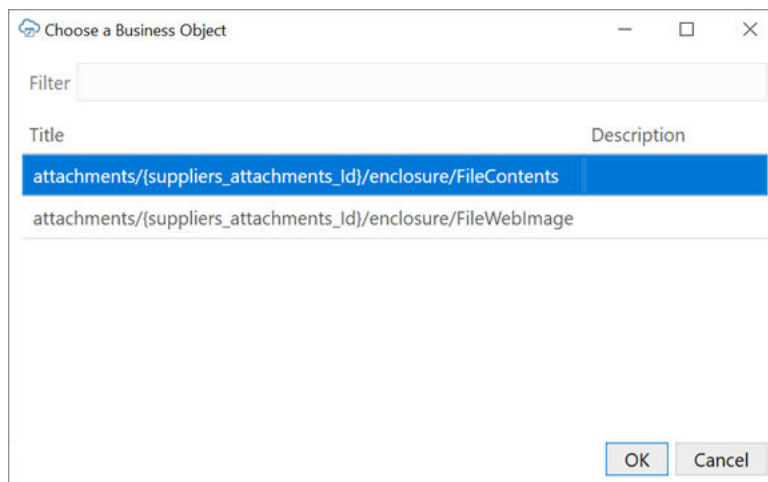 Choose a Business Object
Filter
Title Description
attachments/{suppliers_attachments_Id}/enclosure/FileContents
attachments/{suppliers_attachments_Id}/enclosure/FileWebImage
OK Cancel